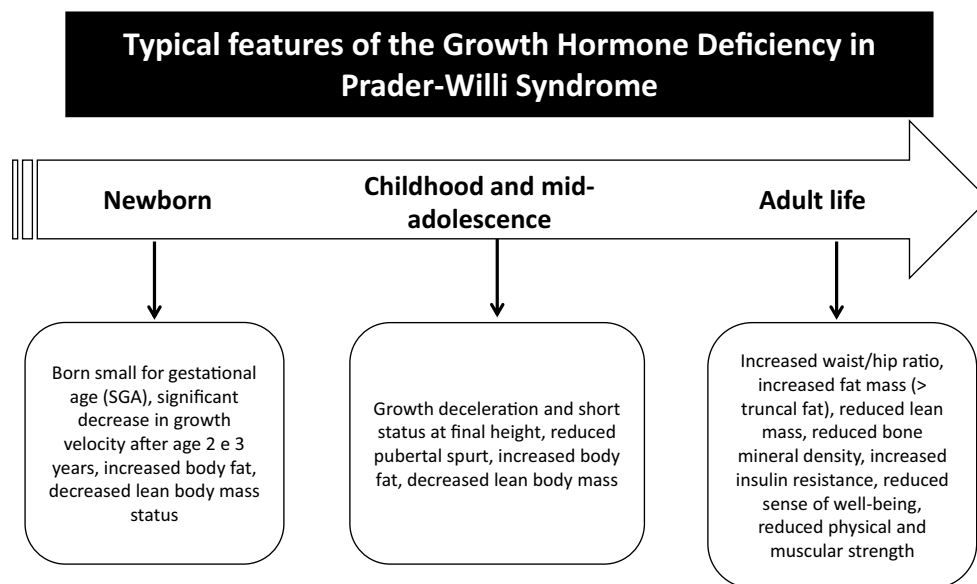 Typical features of the Growth Hormone Deficiency in
Prader-Willi Syndrome
Newborn
Childhood and mid-
adolescence
Adult life
Born small for gestational
age (SGA), significant
decrease in growth
velocity after age 2 e 3
years, increased body fat,
decreased lean body mass
status
Growth deceleration and short
status at final height, reduced
pubertal spurt, increased body
fat, decreased lean body mass
Increased waist/hip ratio,
increased fat mass (>
truncal fat), reduced lean
mass, reduced bone
mineral density, increased
insulin resistance, reduced
sense of well-being,
reduced physical and
muscular strength